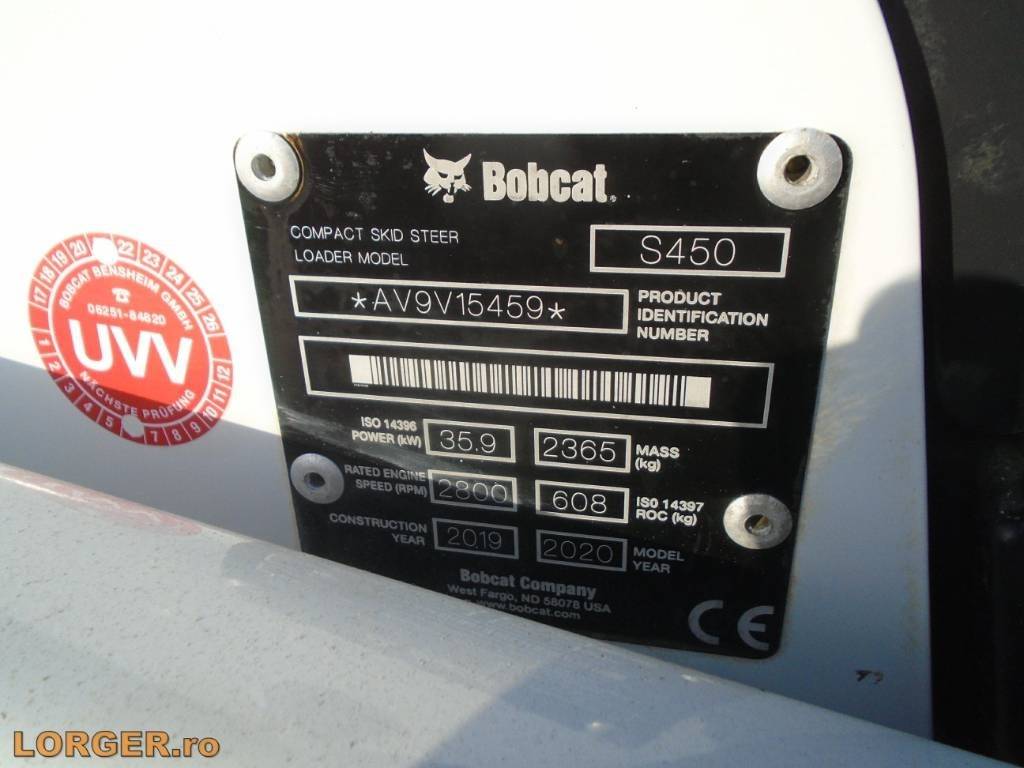 Bobcat
COMPACT SKID STEER
LOADER MODEL
S450
*AV9V15459*
PRODUCT
IDENTIFICATION
NUMBER
ISO 14396
POWER (kW)
35.9
2365
MASS
(kg)
RATED ENGINE
SPEED (RPM)
2800
608
ISO 14397
ROC (kg)
CONSTRUCTION
YEAR
2019
2020
MODEL
YEAR
Bobcat Company
West Fargo, ND 58078 USA
www.bobcat.com
CE
17 18 19 20 22 23 24 25 26
BOBCAT BENSHEIM GMBH
06251-84820
UVV
NÄCHSTE PRÜFUNG
1 2 3 4 5 7 8 9 10 11 12
LORGER.ro